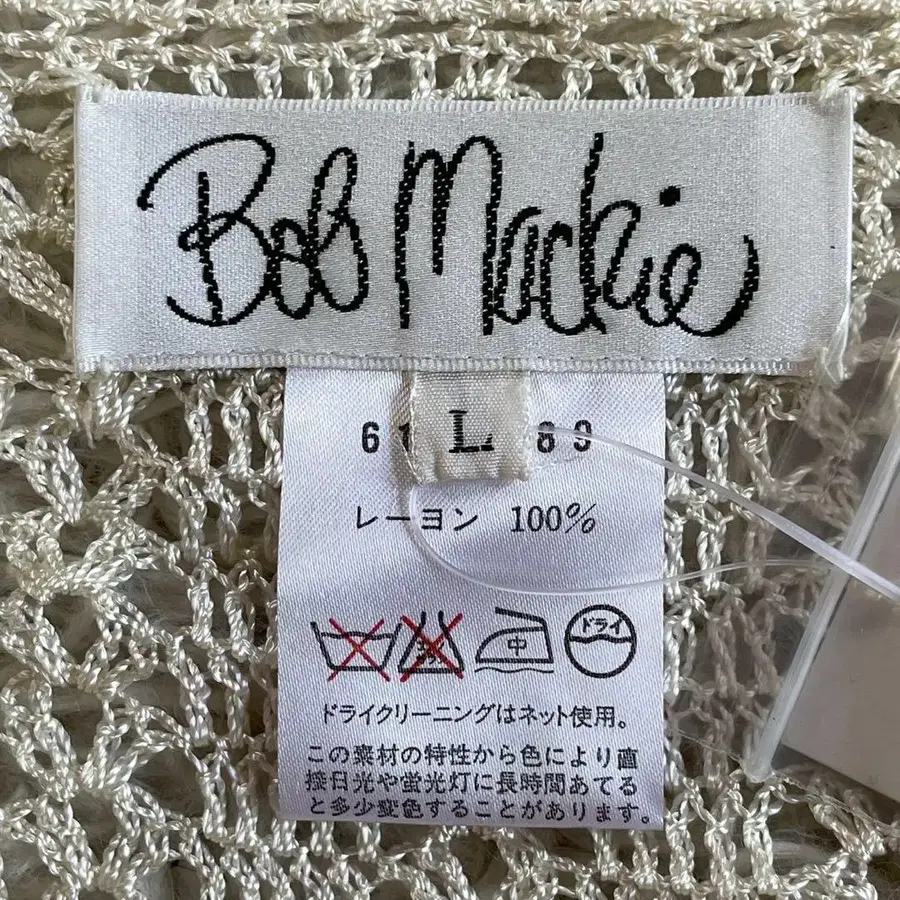 Bob Mackie
L
61 89
レーヨン 100%
中 ドライ
ドライクリーニングはネット使用。
この素材の特性から色により直
接日光や蛍光灯に長時間あてる
と多少変色することがあります。